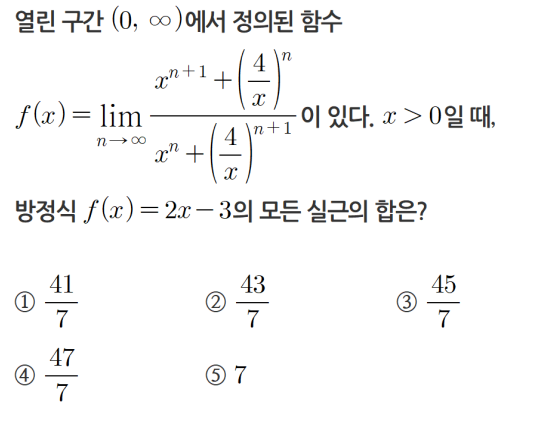 열린 구간 (0, ∞)에서 정의된 함수
f(x) = lim_{n→∞} \frac{x^{n+1} + \left(\frac{4}{x}\right)^n}{x^n + \left(\frac{4}{x}\right)^{n+1}} 이 있다. x > 0일 때,
방정식 f(x) = 2x − 3의 모든 실근의 합은?
① \frac{41}{7} ② \frac{43}{7} ③ \frac{45}{7}
④ \frac{47}{7} ⑤ 7